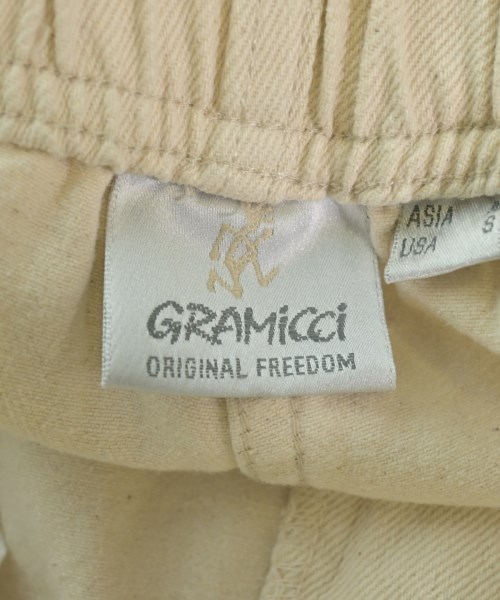 GRAMiCCi
ORIGINAL FREEDOM
ASIA
USA S